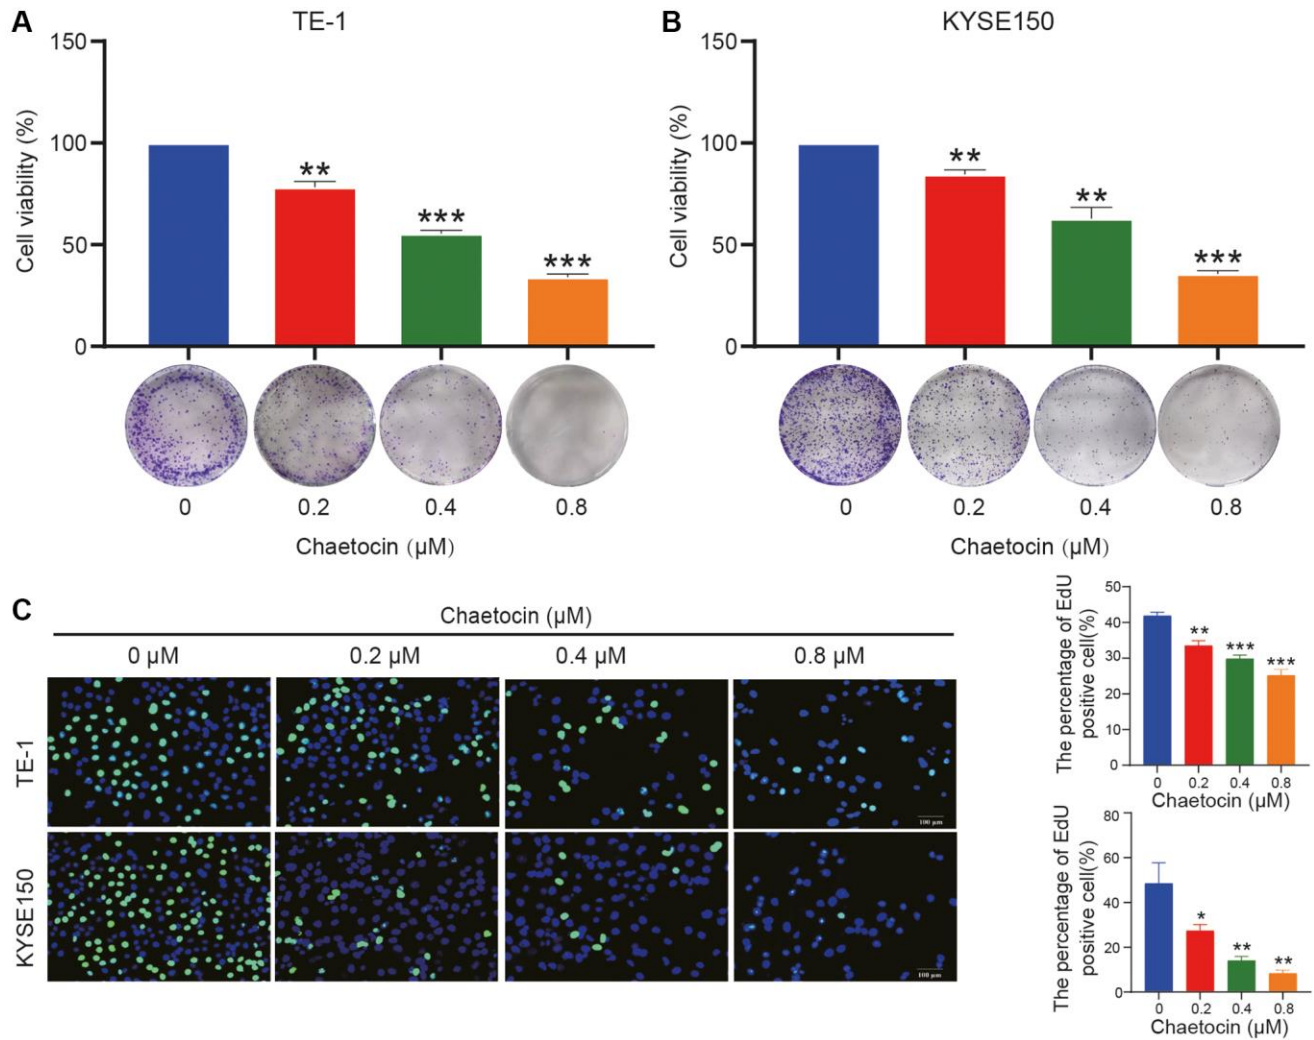 A
TE-1
Cell viability (%)
150
100
50
0
**
***
***
0
0.2
0.4
0.8
Chaetocin (μM)
B
KYSE150
Cell viability (%)
150
100
50
0
**
**
***
0
0.2
0.4
0.8
Chaetocin (μM)
C
Chaetocin (μM)
0 μM
0.2 μM
0.4 μM
0.8 μM
TE-1
100 μm
KYSE150
100 μm
The percentage of EdU
positive cell(%)
50
40
30
20
10
0
**
***
***
0
0.2
0.4
0.8
Chaetocin (μM)
The percentage of EdU
positive cell(%)
80
60
40
20
0
*
**
**
0
0.2
0.4
0.8
Chaetocin (μM)